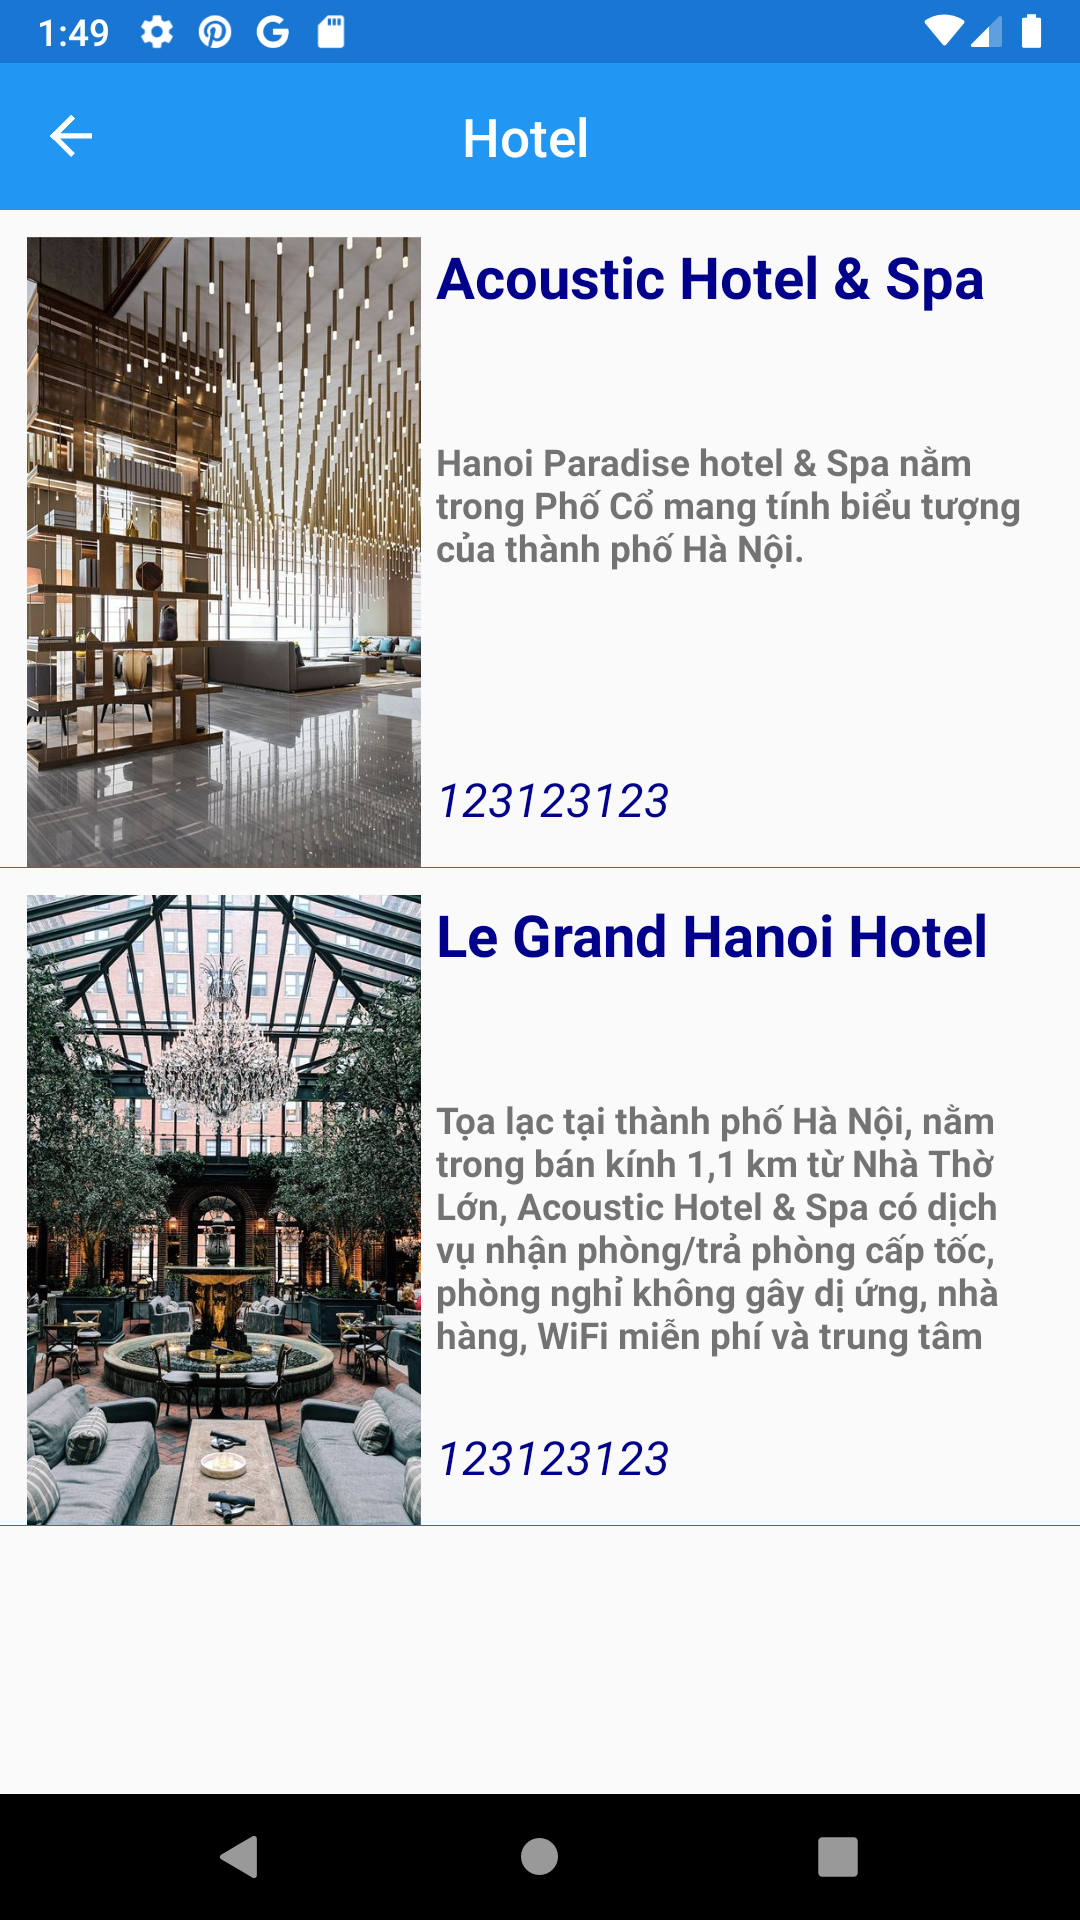 1:49
Hotel
Acoustic Hotel & Spa
Hanoi Paradise hotel & Spa nằm
trong Phố Cổ mang tính biểu tượng
của thành phố Hà Nội.
123123123
Le Grand Hanoi Hotel
Tọa lạc tại thành phố Hà Nội, nằm
trong bán kính 1,1 km từ Nhà Thờ
Lớn, Acoustic Hotel & Spa có dịch
vụ nhận phòng/trả phòng cấp tốc,
phòng nghỉ không gây dị ứng, nhà
hàng, WiFi miễn phí và trung tâm
123123123